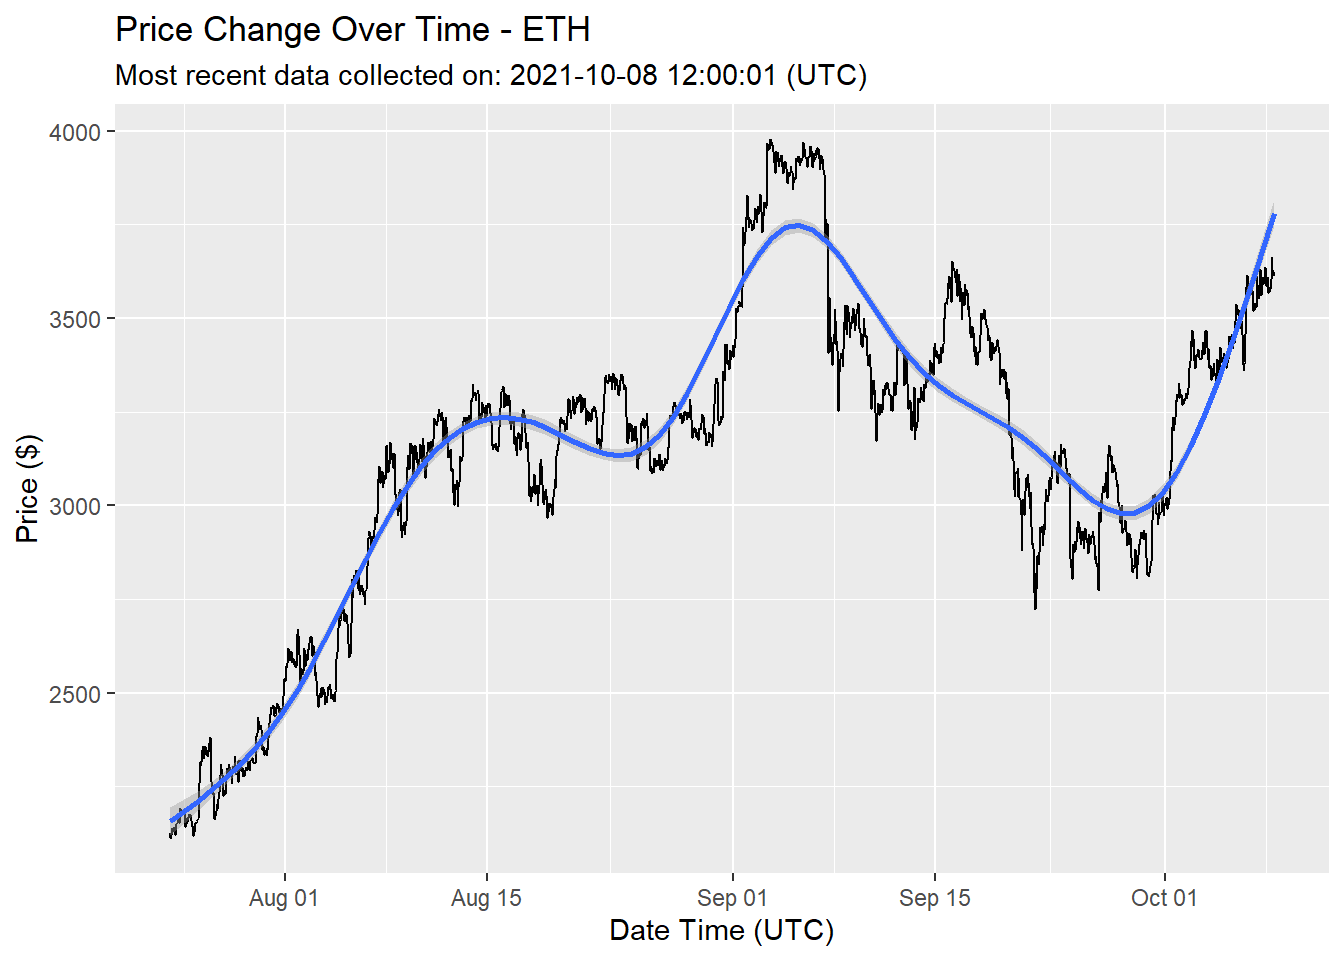 Price Change Over Time - ETH
Most recent data collected on: 2021-10-08 12:00:01 (UTC)
4000
3500
3000
2500
Price ($)
Aug 01
Aug 15
Sep 01
Sep 15
Oct 01
Date Time (UTC)